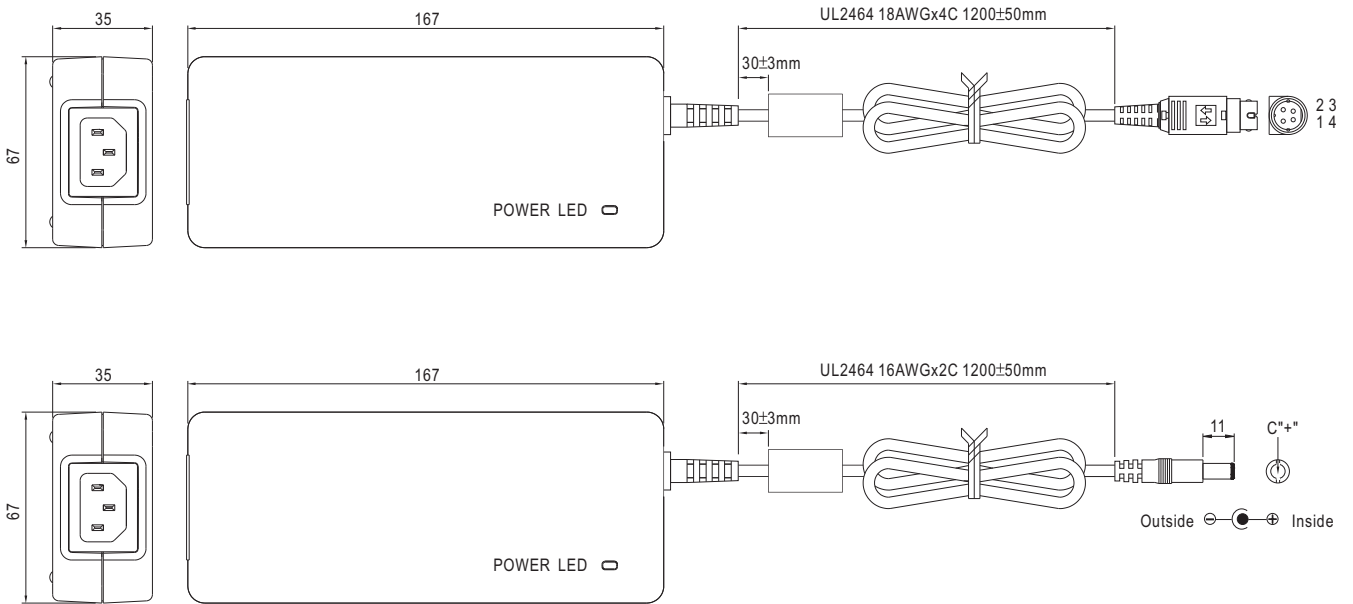 35
167
UL2464 18AWGx4C 1200±50mm
30±3mm
2 3
1 4
67
POWER LED
35
167
UL2464 16AWGx2C 1200±50mm
30±3mm
11
C"+"
67
Outside
Inside
POWER LED